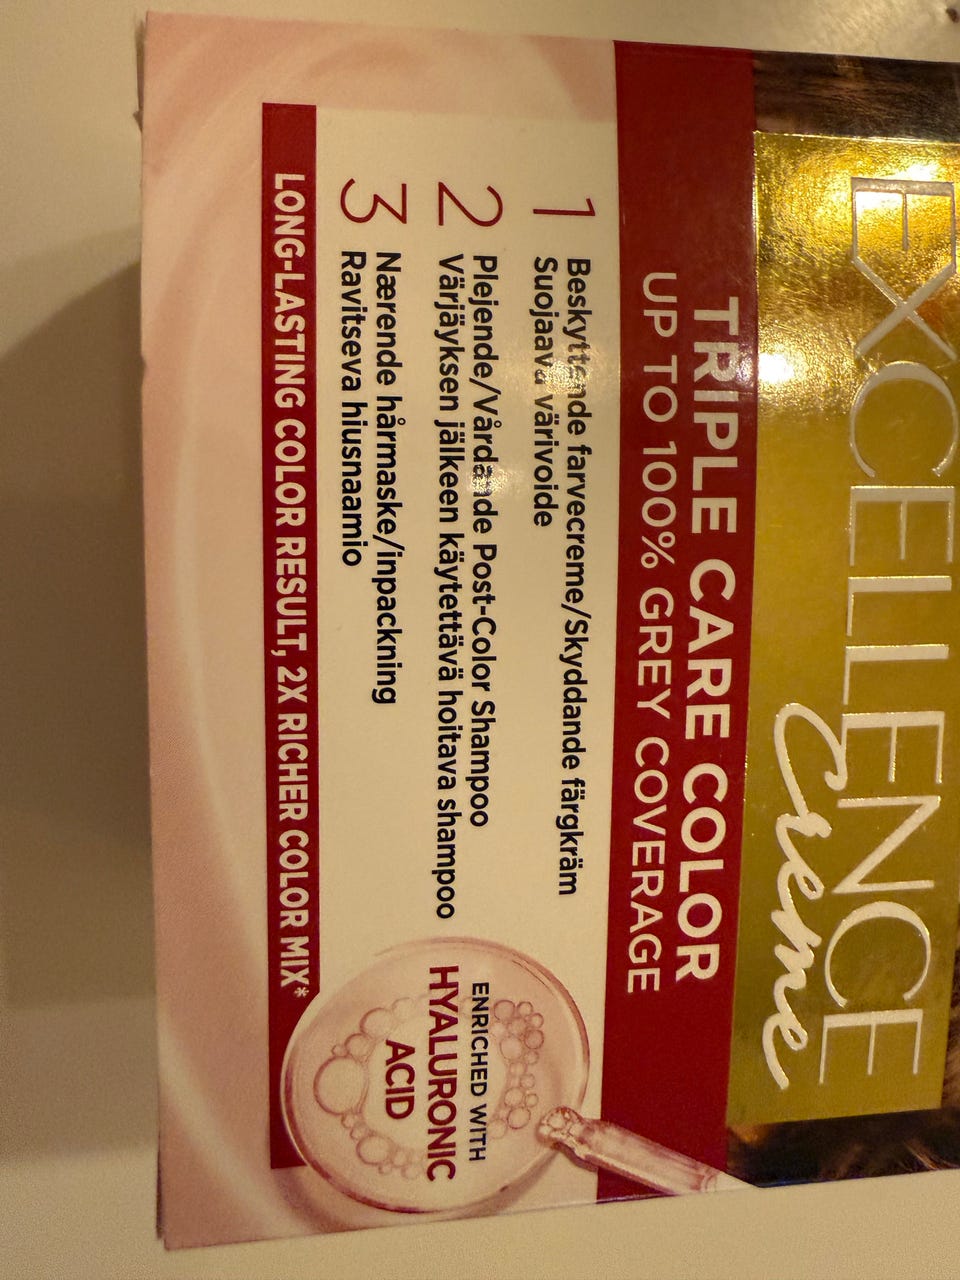 EXCELLENCE
Creme
TRIPLE CARE COLOR
UP TO 100% GREY COVERAGE
1 Beskyttende farvecreme/Skyddande färgkräm
Suojaava värivoide
2 Plejende/Vårdande Post-Color Shampoo
Värjäyksen jälkeen käytettävä hoitava shampoo
3 Nærende hårmaske/inpackning
Ravitseva hiusnaamio
ENRICHED WITH
HYALURONIC
ACID
LONG-LASTING COLOR RESULT, 2X RICHER COLOR MIX*